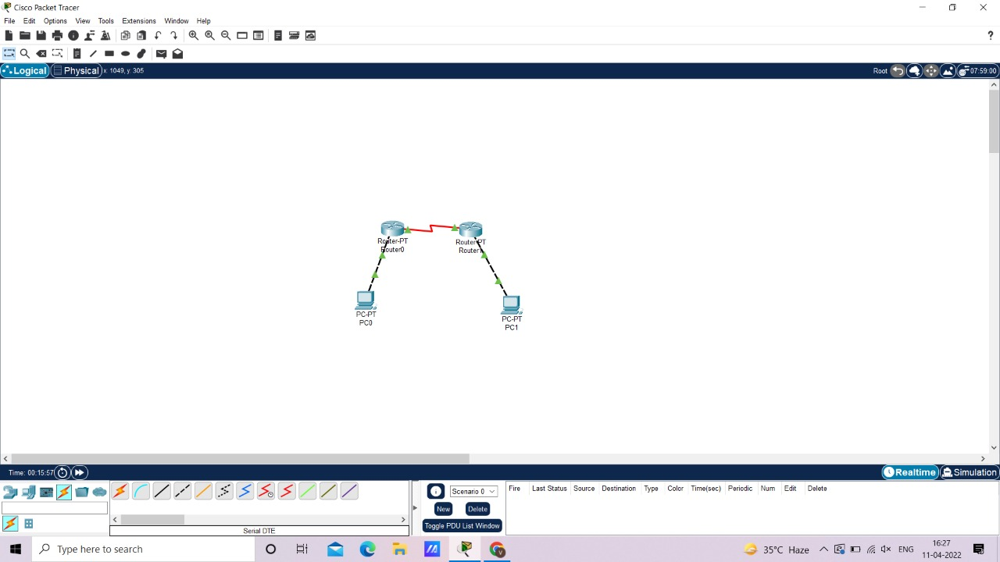 Cisco Packet Tracer
File Edit Options View Tools Extensions Window Help
?
Logical Physical x: 1049, y: 305 Root 07:59:00
Router-PT
Router0
Router-PT
Router1
PC-PT
PC0
PC-PT
PC1
Time: 00:15:57 Realtime Simulation
Scenario 0
New Delete
Toggle PDU List Window
Fire Last Status Source Destination Type Color Time(sec) Periodic Num Edit Delete
Serial DTE
Type here to search
35°C Haze ENG
16:27
11-04-2022